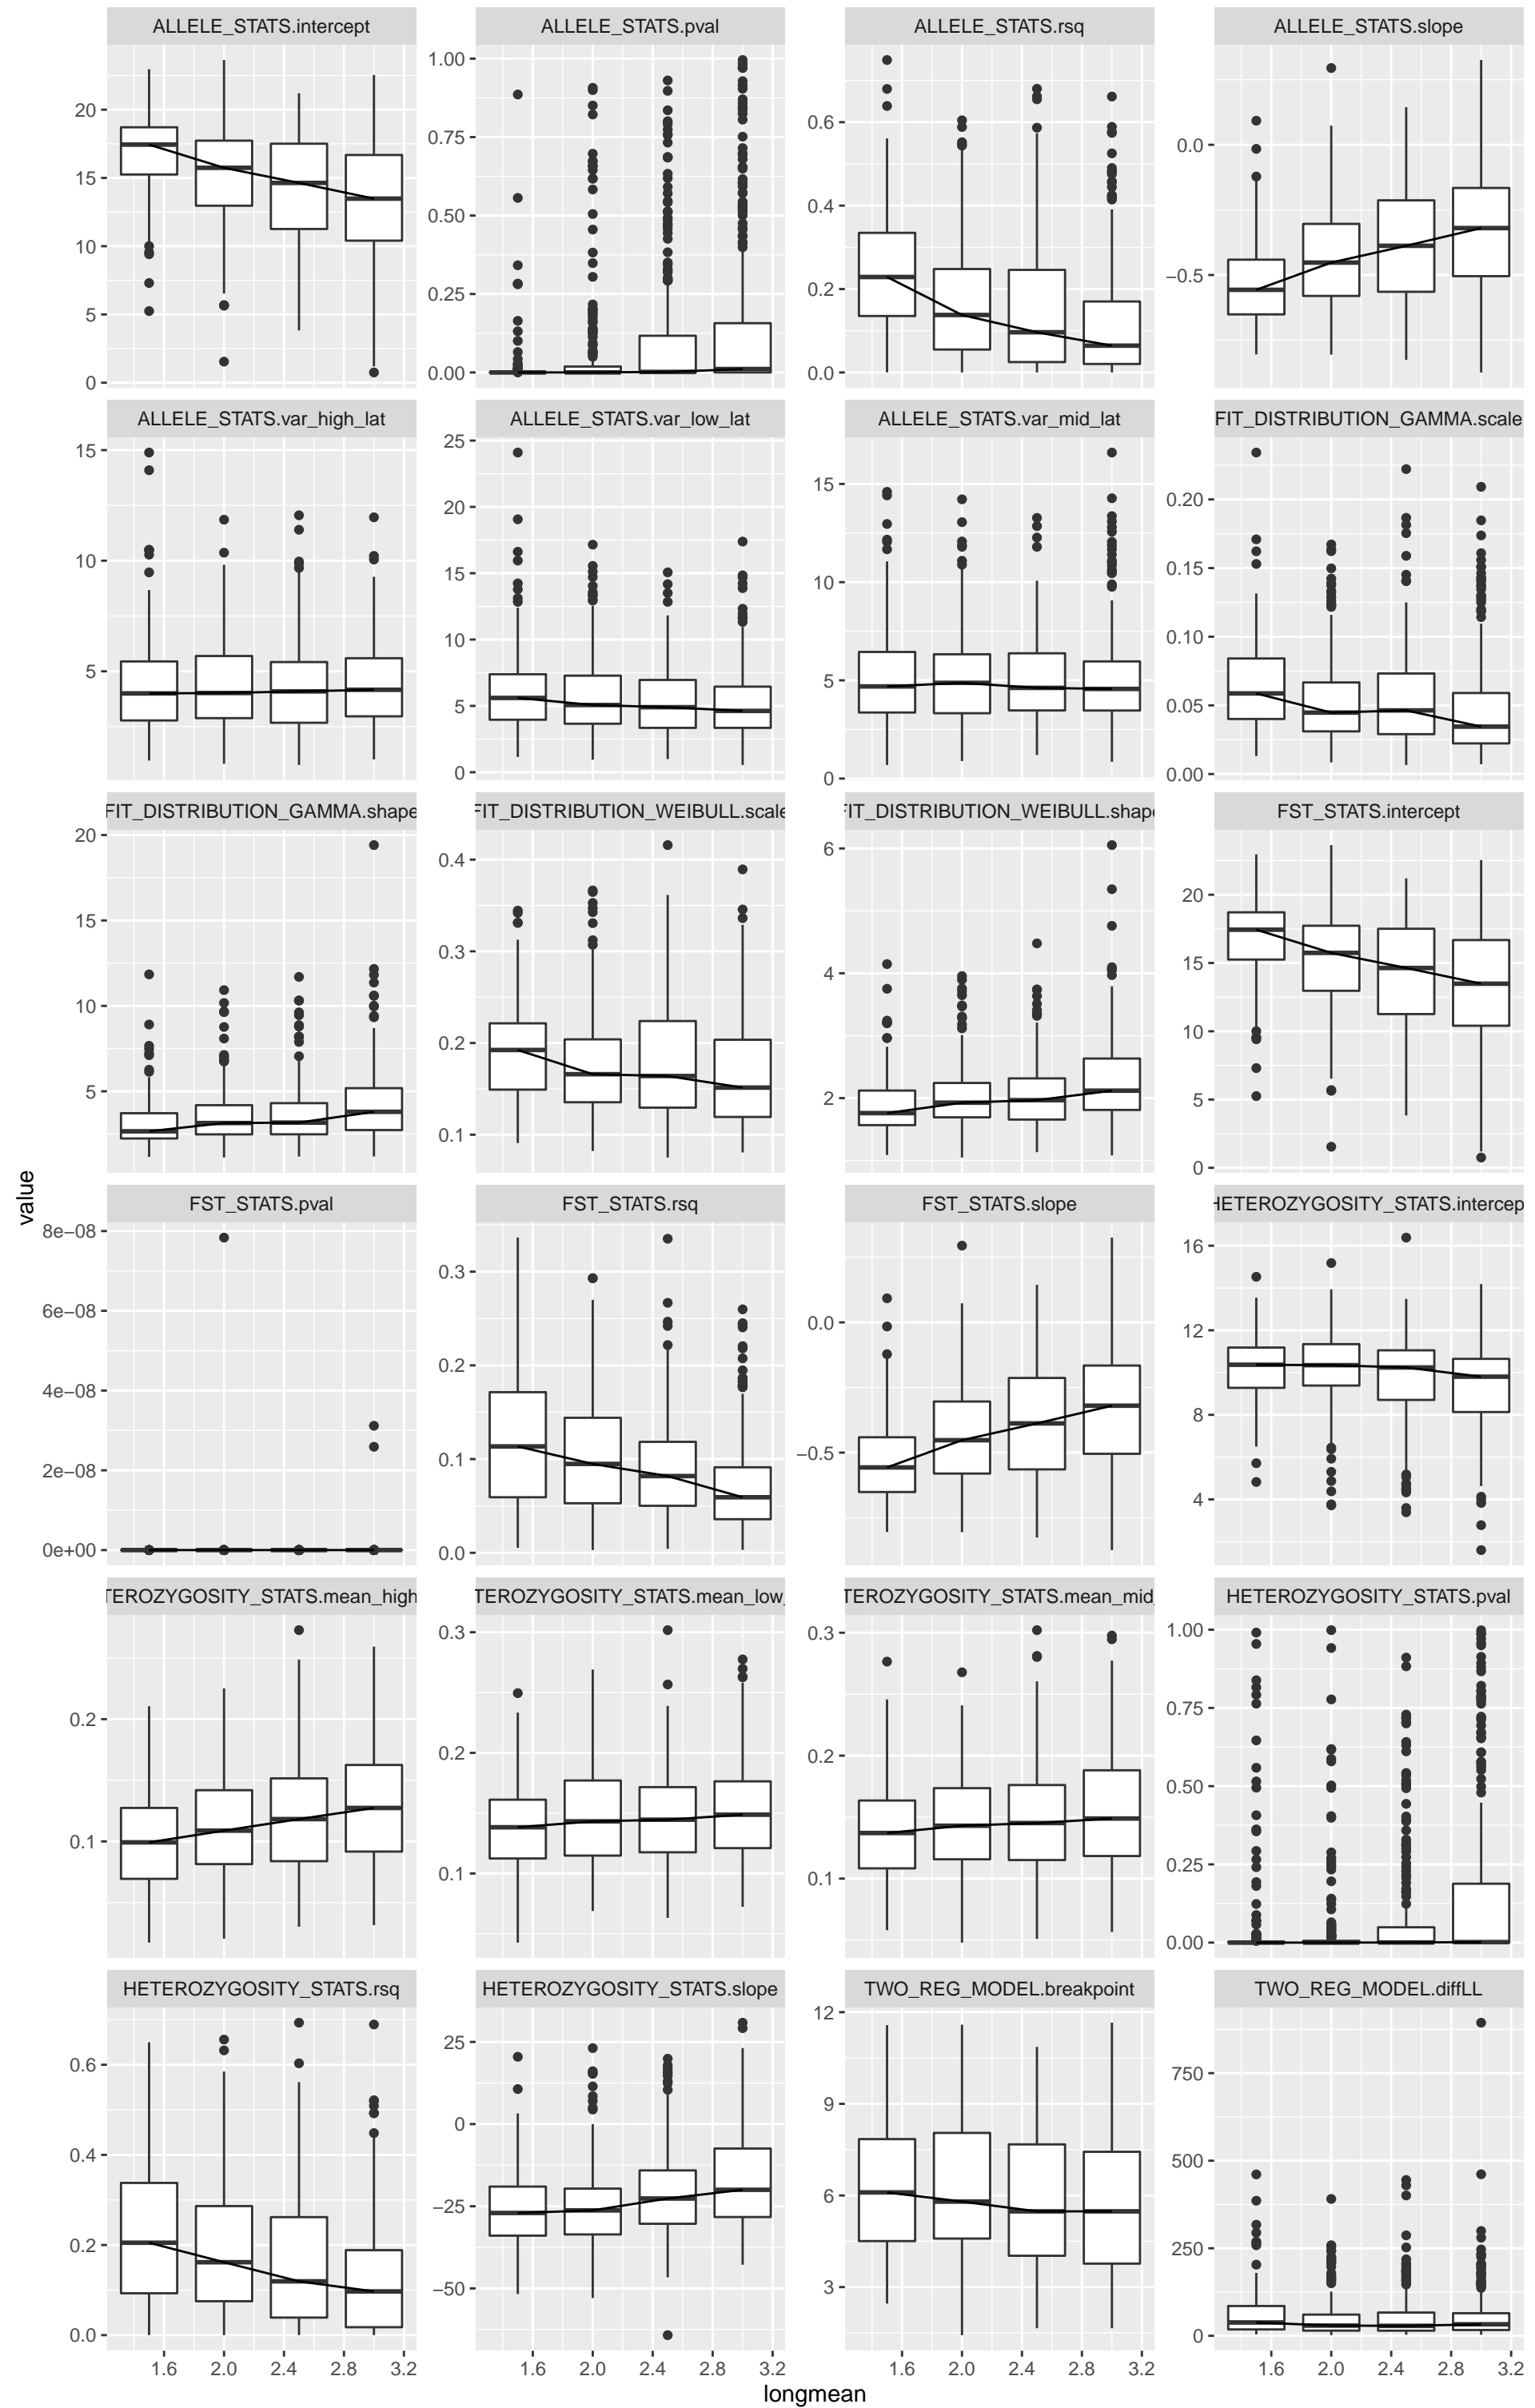 ALLELE_STATS.intercept
ALLELE_STATS.pval
ALLELE_STATS.rsq
ALLELE_STATS.slope
20
15
10
5
0
1.00
0.75
0.50
0.25
0.00
0.6
0.4
0.2
0.0
0.0
−0.5
ALLELE_STATS.var_high_lat
ALLELE_STATS.var_low_lat
ALLELE_STATS.var_mid_lat
FIT_DISTRIBUTION_GAMMA.scale
15
10
5
25
20
15
10
5
0
15
10
5
0
0.20
0.15
0.10
0.05
0.00
FIT_DISTRIBUTION_GAMMA.shape
FIT_DISTRIBUTION_WEIBULL.scale
FIT_DISTRIBUTION_WEIBULL.shape
FST_STATS.intercept
20
15
10
5
0.4
0.3
0.2
0.1
6
4
2
20
15
10
5
0
value
FST_STATS.pval
FST_STATS.rsq
FST_STATS.slope
HETEROZYGOSITY_STATS.intercep
8e−08
6e−08
4e−08
2e−08
0e+00
0.3
0.2
0.1
0.0
0.0
−0.5
16
12
8
4
TEROZYGOSITY_STATS.mean_high
TEROZYGOSITY_STATS.mean_low_
TEROZYGOSITY_STATS.mean_mid_
HETEROZYGOSITY_STATS.pval
0.2
0.1
0.3
0.2
0.1
0.3
0.2
0.1
1.00
0.75
0.50
0.25
0.00
HETEROZYGOSITY_STATS.rsq
HETEROZYGOSITY_STATS.slope
TWO_REG_MODEL.breakpoint
TWO_REG_MODEL.diffLL
0.6
0.4
0.2
0.0
25
0
−25
−50
12
9
6
3
750
500
250
0
1.6 2.0 2.4 2.8 3.2
1.6 2.0 2.4 2.8 3.2
1.6 2.0 2.4 2.8 3.2
1.6 2.0 2.4 2.8 3.2
longmean